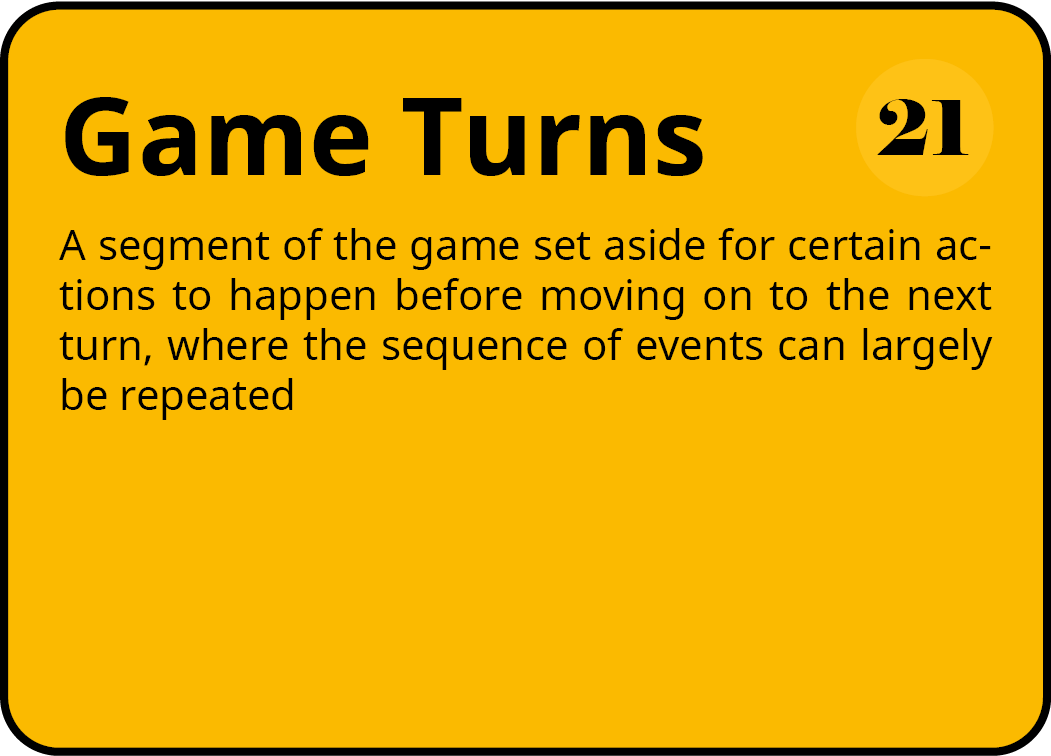 Game Turns
21
A segment of the game set aside for certain ac-
tions to happen before moving on to the next
turn, where the sequence of events can largely
be repeated